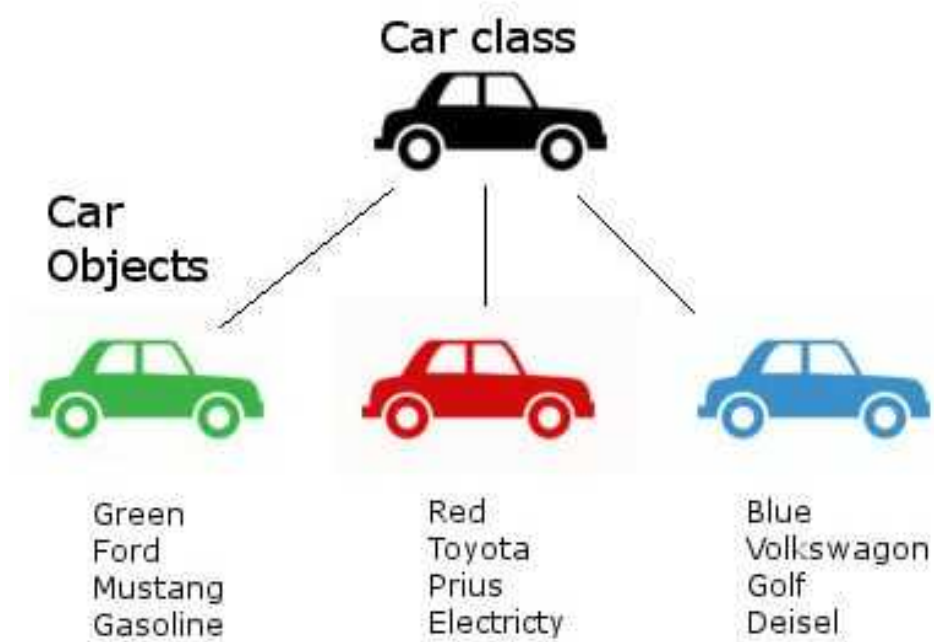 Car class
Car
Objects
Green
Ford
Mustang
Gasoline
Red
Toyota
Prius
Electricty
Blue
Volkswagon
Golf
Deisel